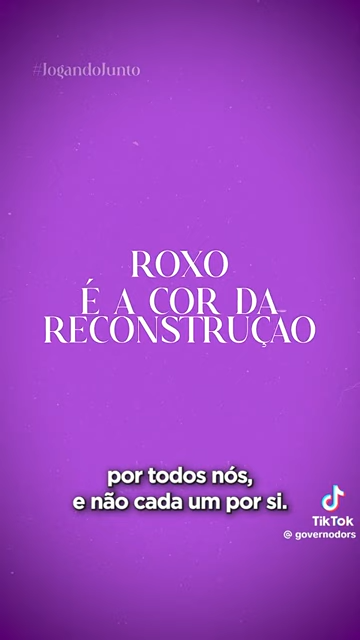 #JogandoJunto
ROXO
É A COR DA
RECONSTRUÇÃO
por todos nós,
e não cada um por si.
TikTok
@ governodors